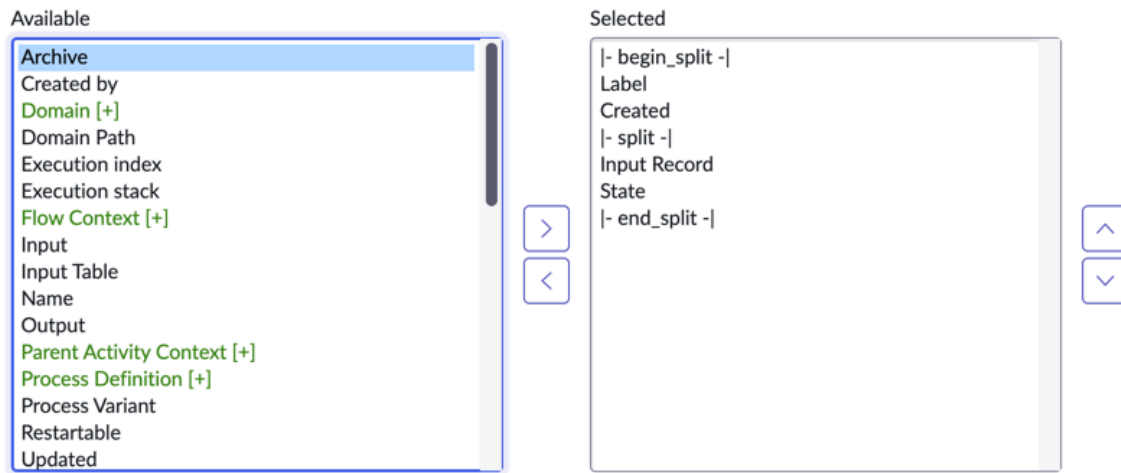 Available
Archive
Created by
Domain [+]
Domain Path
Execution index
Execution stack
Flow Context [+]
Input
Input Table
Name
Output
Parent Activity Context [+]
Process Definition [+]
Process Variant
Restartable
Updated
Selected
|- begin_split -|
Label
Created
|- split -|
Input Record
State
|- end_split -|